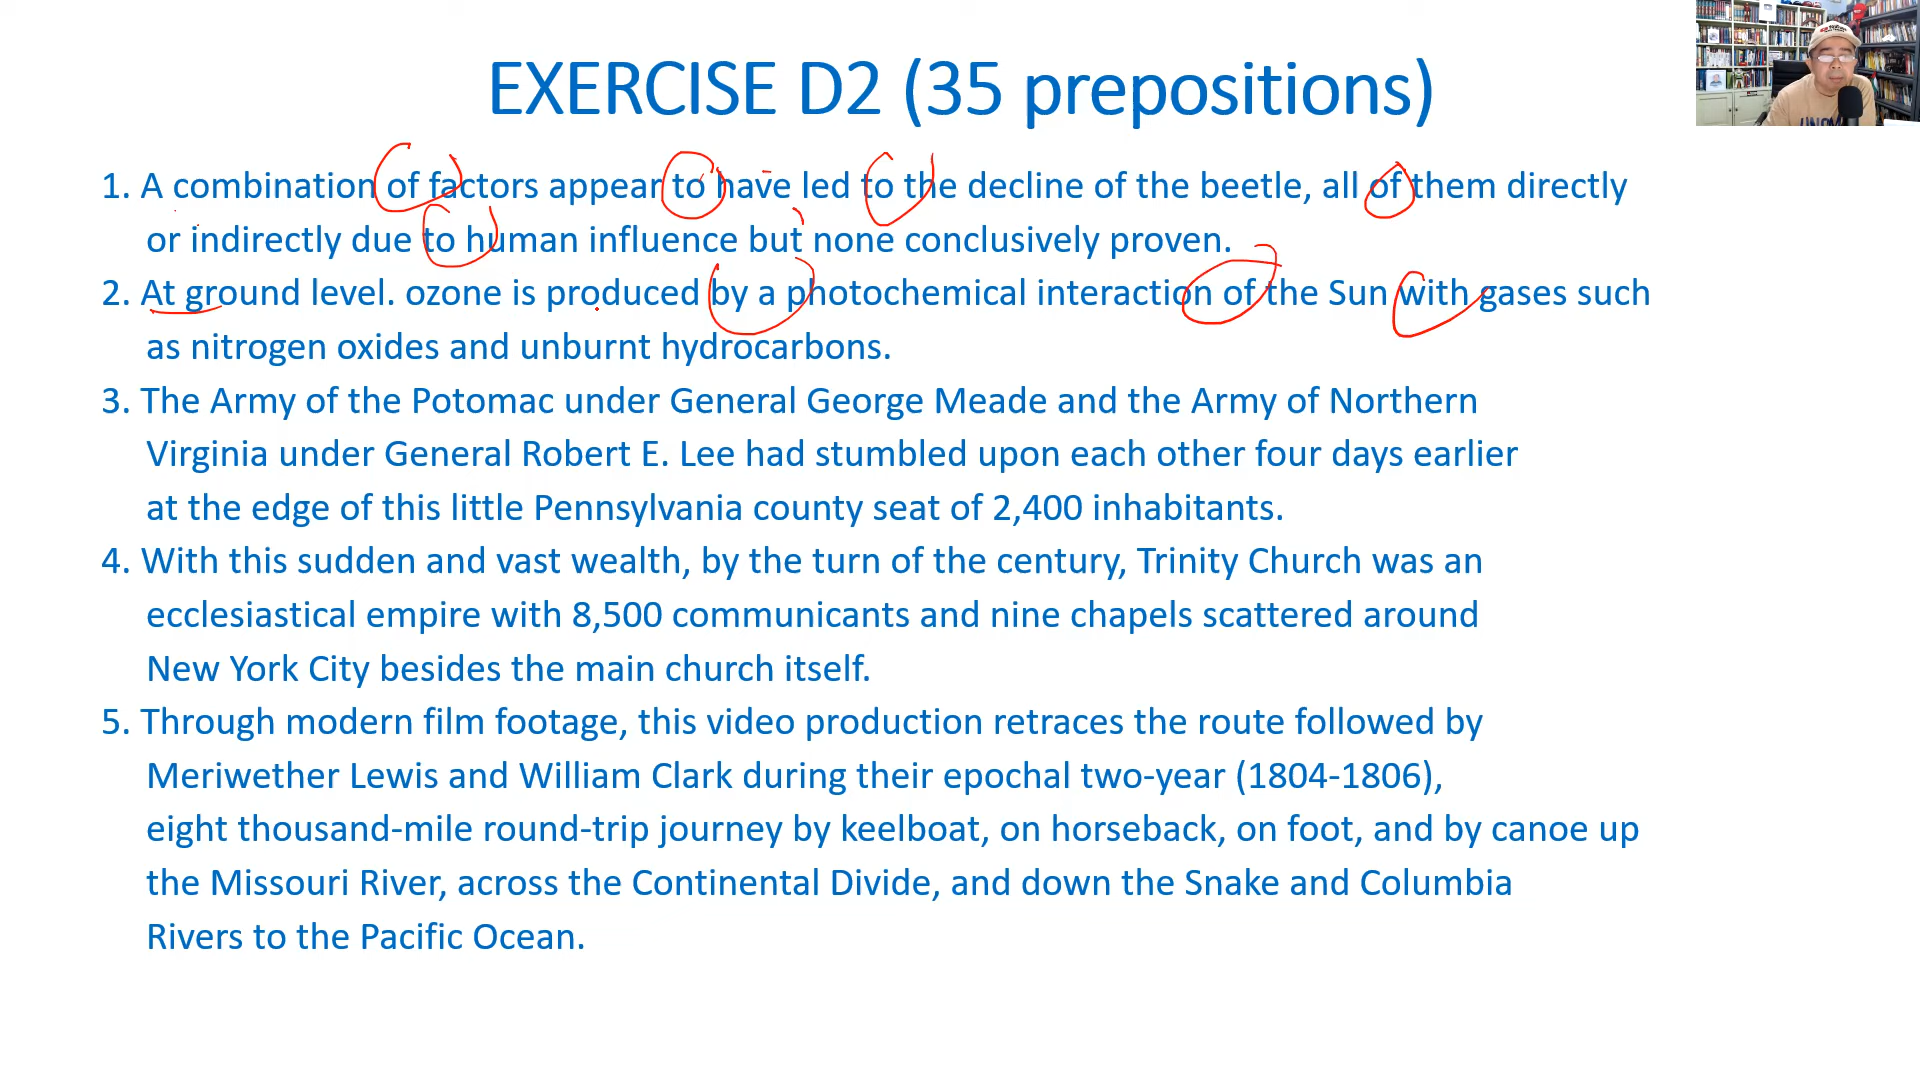 EXERCISE D2 (35 prepositions)
1. A combination of factors appear to have led to the decline of the beetle, all of them directly
or indirectly due to human influence but none conclusively proven.
2. At ground level. ozone is produced by a photochemical interaction of the Sun with gases such
as nitrogen oxides and unburnt hydrocarbons.
3. The Army of the Potomac under General George Meade and the Army of Northern
Virginia under General Robert E. Lee had stumbled upon each other four days earlier
at the edge of this little Pennsylvania county seat of 2,400 inhabitants.
4. With this sudden and vast wealth, by the turn of the century, Trinity Church was an
ecclesiastical empire with 8,500 communicants and nine chapels scattered around
New York City besides the main church itself.
5. Through modern film footage, this video production retraces the route followed by
Meriwether Lewis and William Clark during their epochal two-year (1804-1806),
eight thousand-mile round-trip journey by keelboat, on horseback, on foot, and by canoe up
the Missouri River, across the Continental Divide, and down the Snake and Columbia
Rivers to the Pacific Ocean.